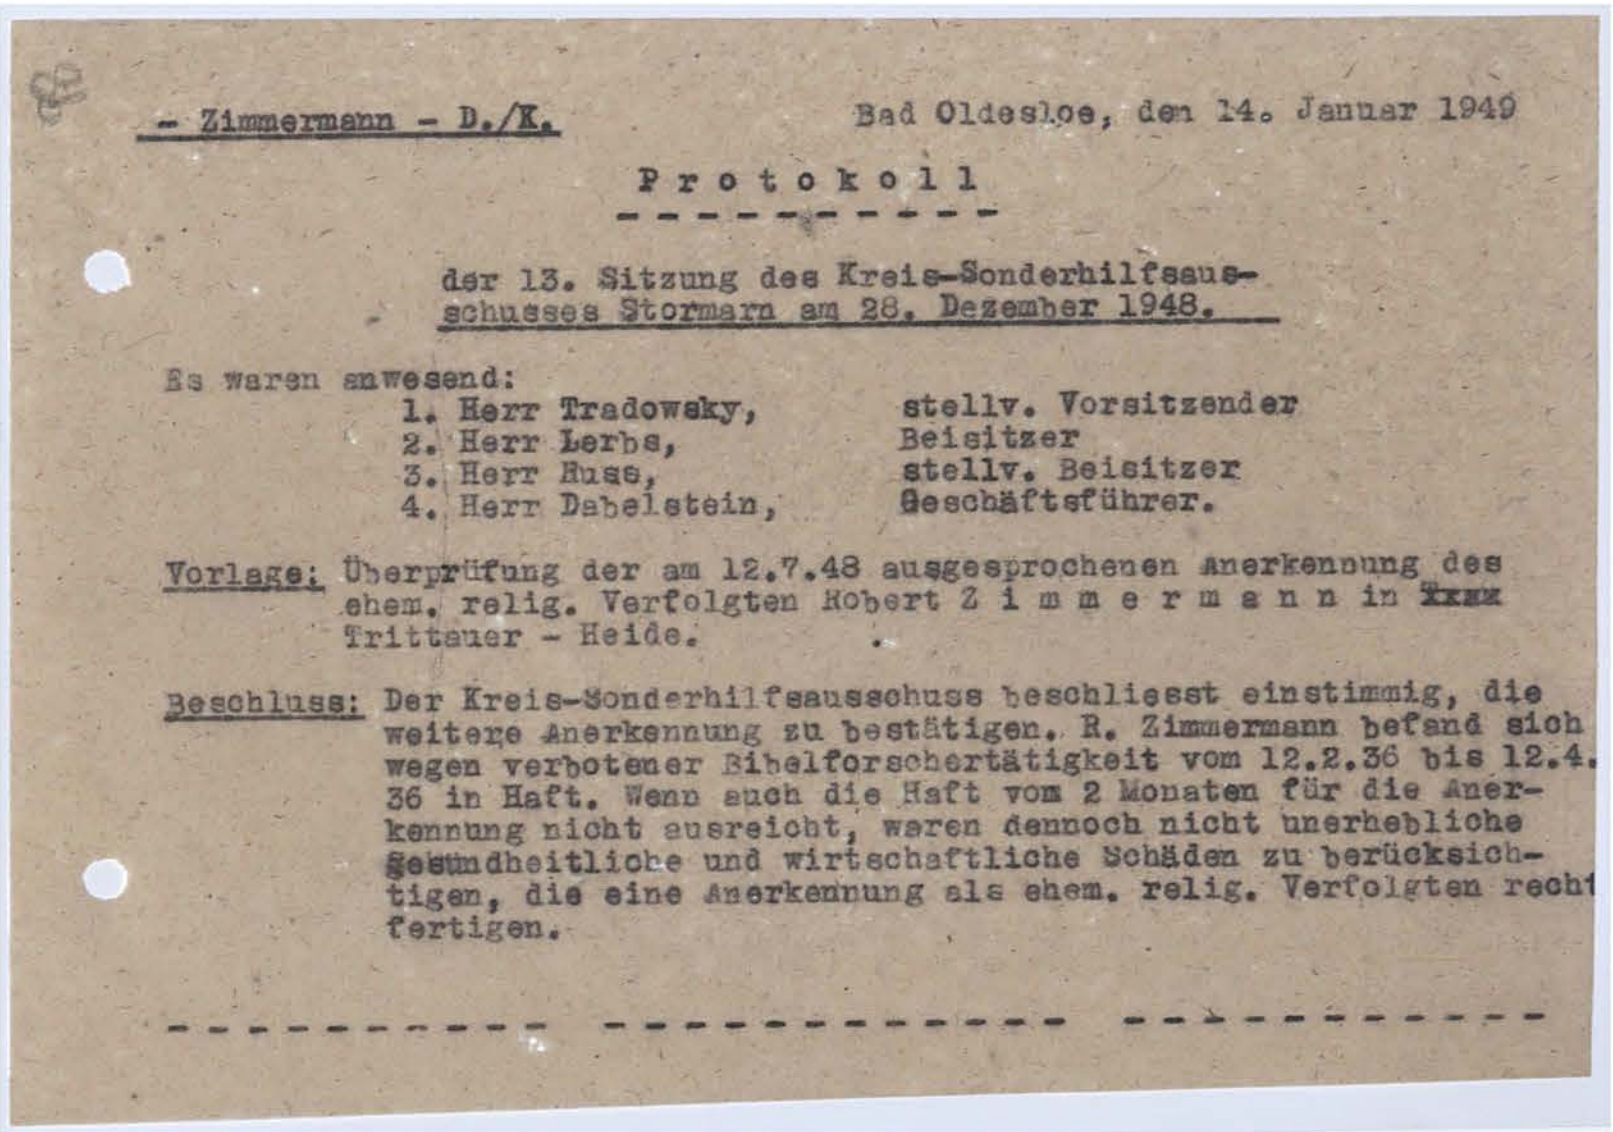 - Zimmermann - D./K.
Bad Oldesloe, den 14. Januar 1949
P r o t o k o l l
- - - - - - - - - - -
der 13. Sitzung des Kreis-Sonderhilfsaus-
schusses Stormarn am 28. Dezember 1948.
Es waren anwesend:
1. Herr Tradowsky, stellv. Vorsitzender
2. Herr Lerbs, Beisitzer
3. Herr Russ, stellv. Beisitzer
4. Herr Dabelstein, Geschäftsführer.
Vorlage: Überprüfung der am 12.7.48 ausgesprochenen Anerkennung des
ehem. relig. Verfolgten Robert Z i m m e r m a n n in
Trittauer - Heide.
Beschluss: Der Kreis-Sonderhilfsausschuss beschliesst einstimmig, die
weitere Anerkennung zu bestätigen. R. Zimmermann befand sich
wegen verbotener Bibelforschertätigkeit vom 12.2.36 bis 12.4.
36 in Haft. Wenn auch die Haft von 2 Monaten für die Aner-
kennung nicht ausreicht, waren dennoch nicht unerhebliche
gesundheitliche und wirtschaftliche Schäden zu berücksich-
tigen, die eine Anerkennung als ehem. relig. Verfolgten recht
fertigen.
- - - - - - - - - - - - - - - - - - - - - - - - - - - - - - - - - -